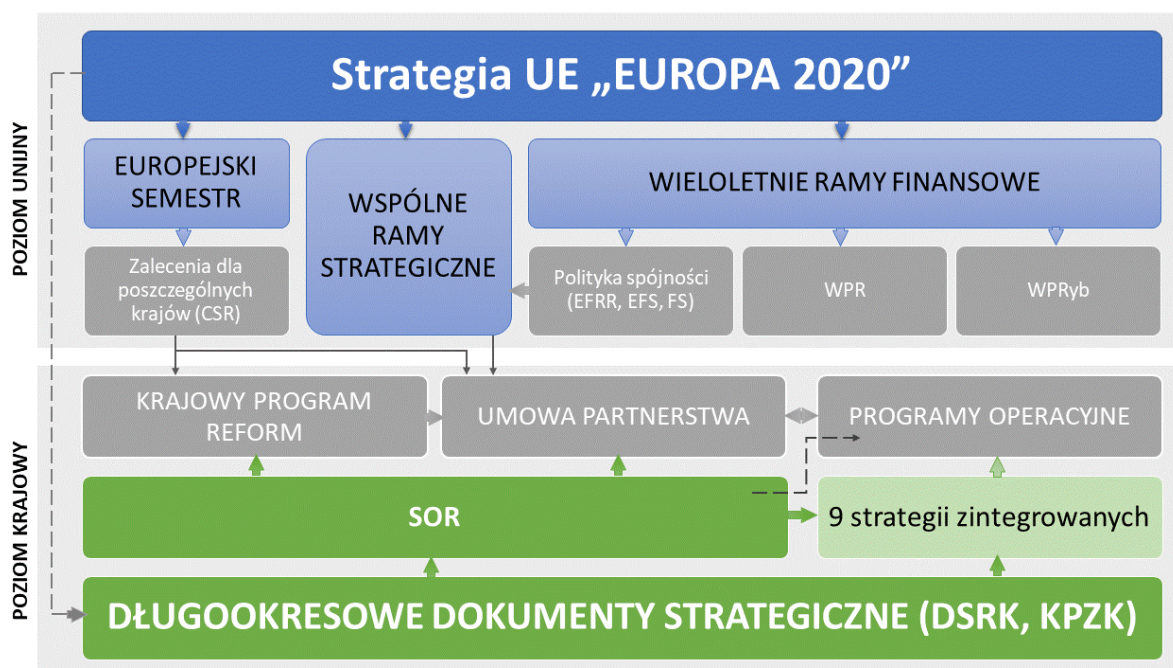 Strategia UE „EUROPA 2020”
POZIOM UNIJNY
EUROPEJSKI
SEMESTR
WSPÓLNE
RAMY
STRATEGICZNE
WIELOLETNIE RAMY FINANSOWE
Zalecenia dla
poszczególnych
krajów (CSR)
Polityka spójności
(EFRR, EFS, FS)
WPR
WPRyb
POZIOM KRAJOWY
KRAJOWY PROGRAM
REFORM
UMOWA PARTNERSTWA
PROGRAMY OPERACYJNE
SOR
9 strategii zintegrowanych
DŁUGOOKRESOWE DOKUMENTY STRATEGICZNE (DSRK, KPZK)